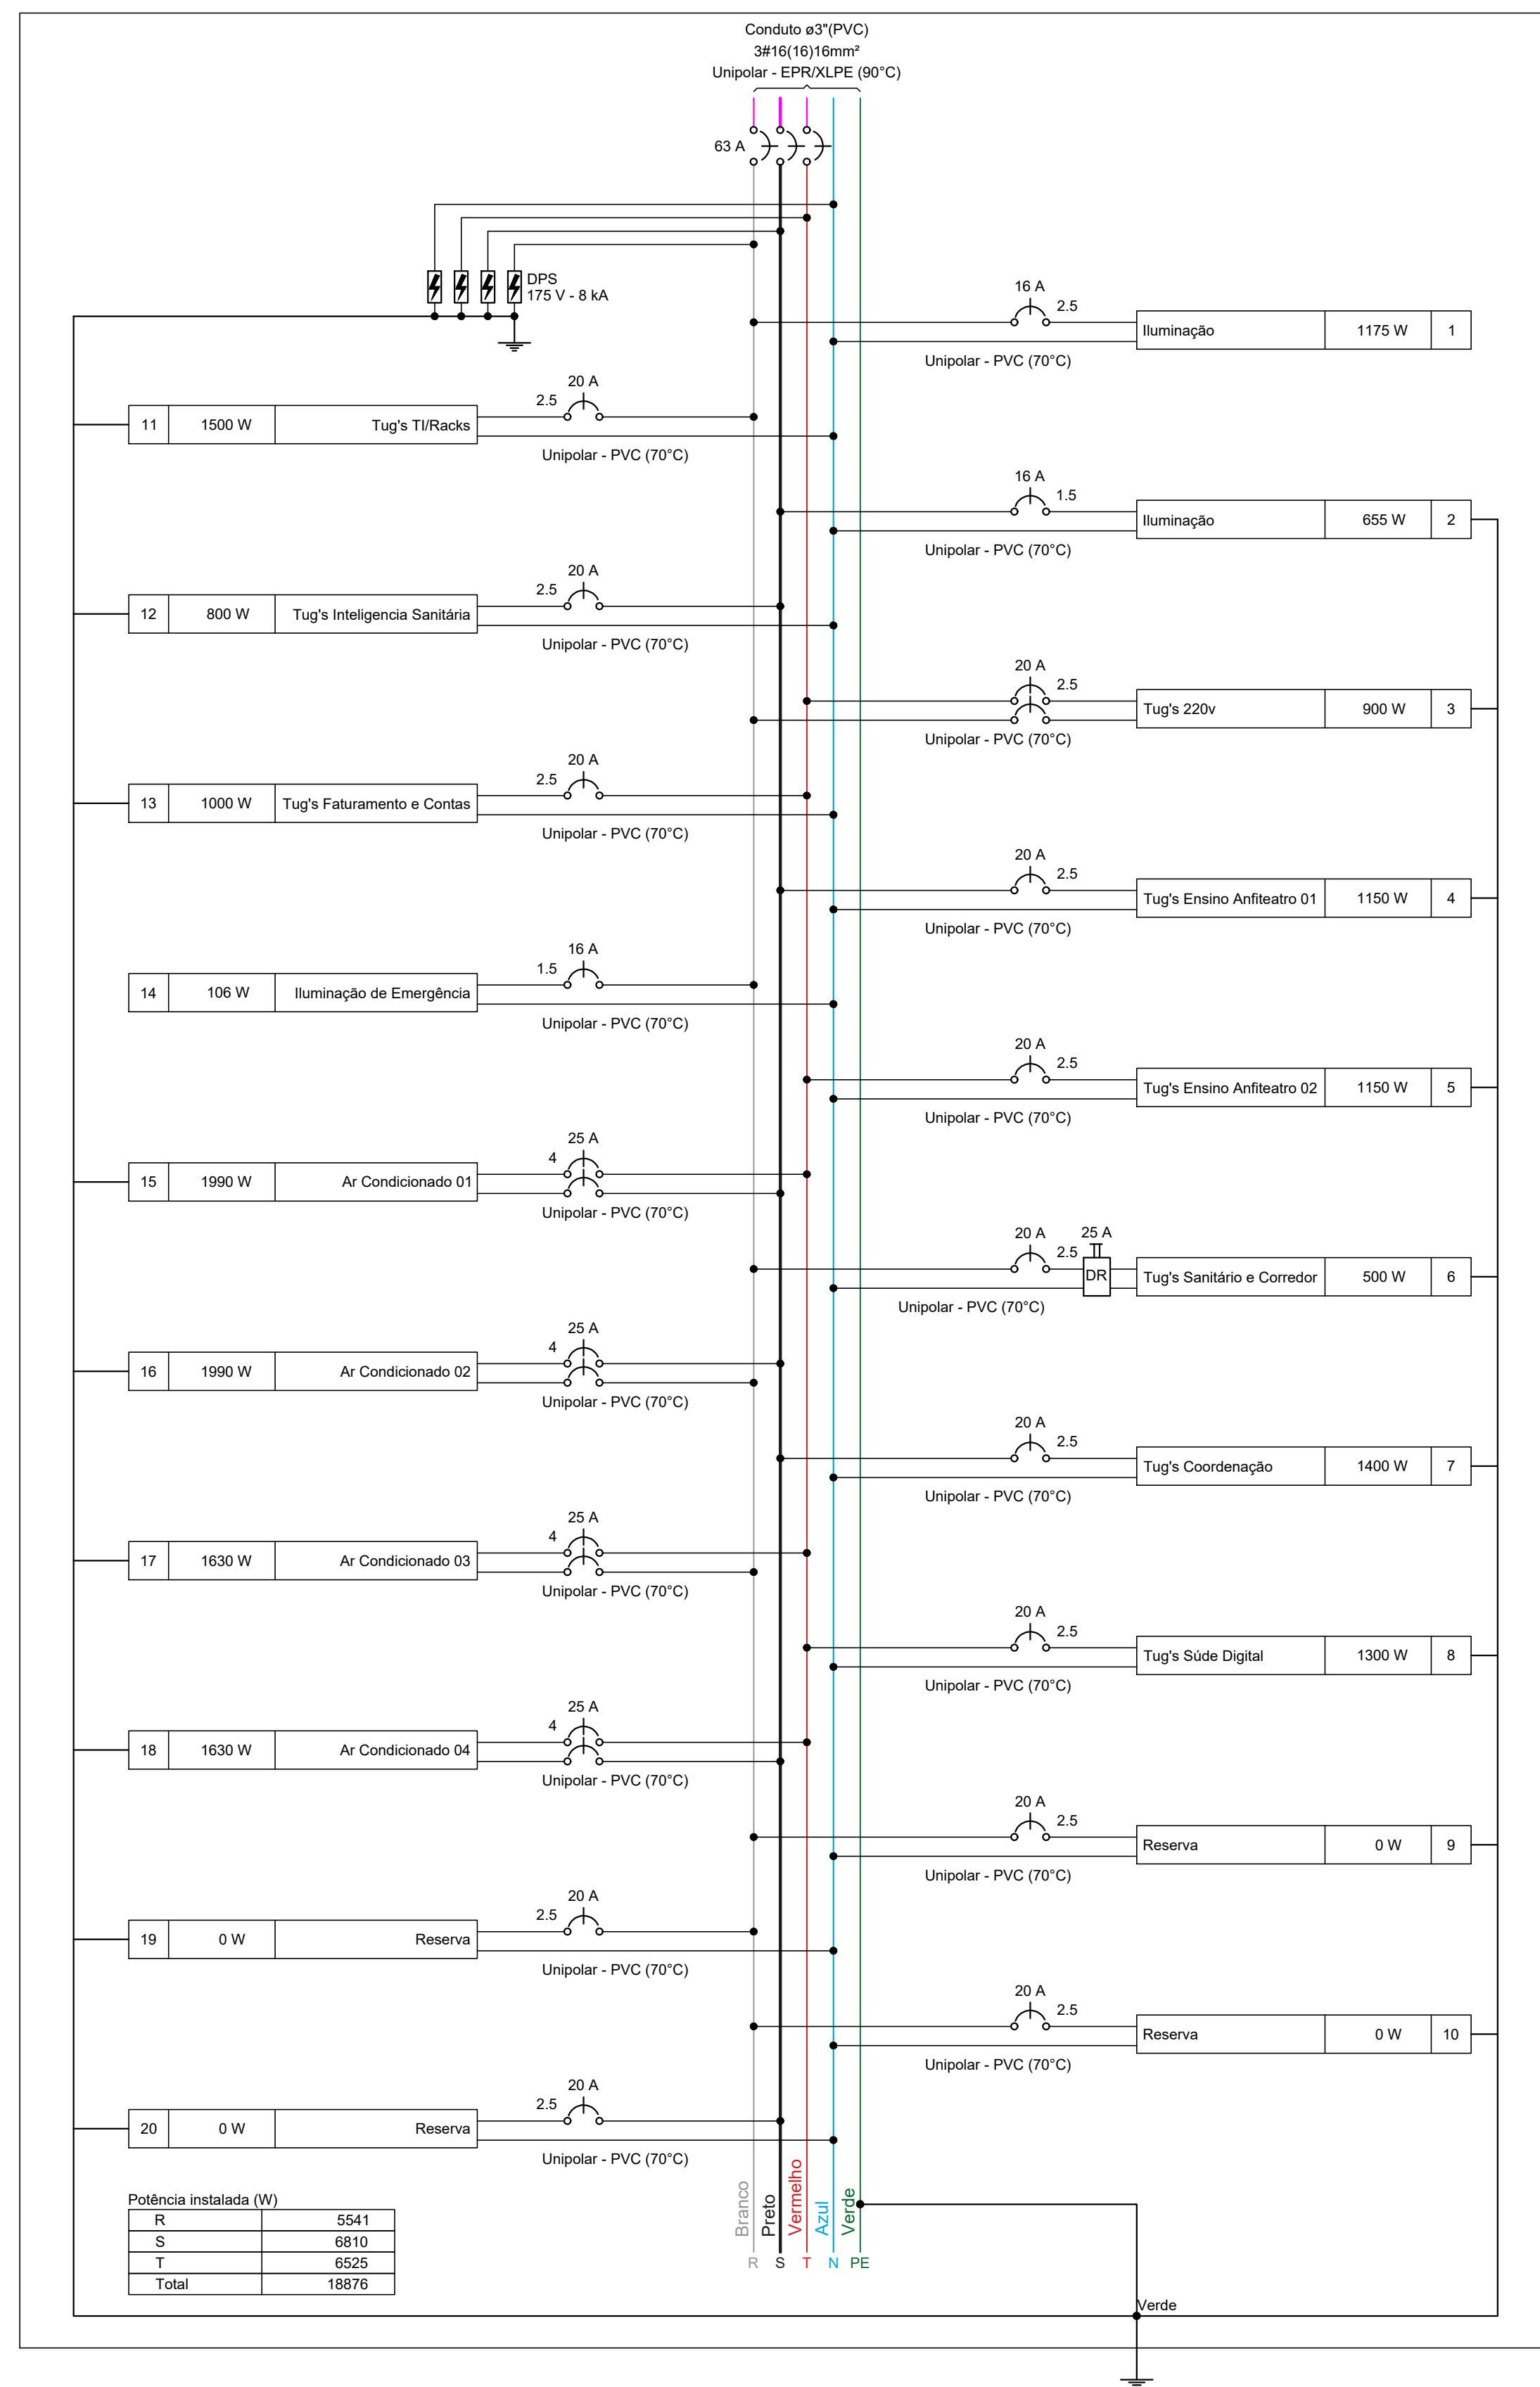 Conduto ø3"(PVC)
3#16(16)16mm²
Unipolar - EPR/XLPE (90°C)
63 A
DPS
175 V - 8 kA
16 A
2.5
Iluminação 1175 W 1
Unipolar - PVC (70°C)
20 A
2.5
11 1500 W Tug's TI/Racks
Unipolar - PVC (70°C)
16 A
1.5
Iluminação 655 W 2
Unipolar - PVC (70°C)
20 A
2.5
12 800 W Tug's Inteligencia Sanitária
Unipolar - PVC (70°C)
20 A
2.5
Tug's 220v 900 W 3
Unipolar - PVC (70°C)
20 A
2.5
13 1000 W Tug's Faturamento e Contas
Unipolar - PVC (70°C)
20 A
2.5
Tug's Ensino Anfiteatro 01 1150 W 4
Unipolar - PVC (70°C)
16 A
1.5
14 106 W Iluminação de Emergência
Unipolar - PVC (70°C)
20 A
2.5
Tug's Ensino Anfiteatro 02 1150 W 5
Unipolar - PVC (70°C)
25 A
4
15 1990 W Ar Condicionado 01
Unipolar - PVC (70°C)
20 A 25 A
2.5
DR
Tug's Sanitário e Corredor 500 W 6
Unipolar - PVC (70°C)
25 A
4
16 1990 W Ar Condicionado 02
Unipolar - PVC (70°C)
20 A
2.5
Tug's Coordenação 1400 W 7
Unipolar - PVC (70°C)
25 A
4
17 1630 W Ar Condicionado 03
Unipolar - PVC (70°C)
20 A
2.5
Tug's Súde Digital 1300 W 8
Unipolar - PVC (70°C)
25 A
4
18 1630 W Ar Condicionado 04
Unipolar - PVC (70°C)
20 A
2.5
Reserva 0 W 9
Unipolar - PVC (70°C)
20 A
2.5
19 0 W Reserva
Unipolar - PVC (70°C)
20 A
2.5
Reserva 0 W 10
Unipolar - PVC (70°C)
20 A
2.5
20 0 W Reserva
Unipolar - PVC (70°C)
Branco
Preto
Vermelho
Azul
Verde
R S T N PE
Potência instalada (W)
R 5541
S 6810
T 6525
Total 18876
Verde